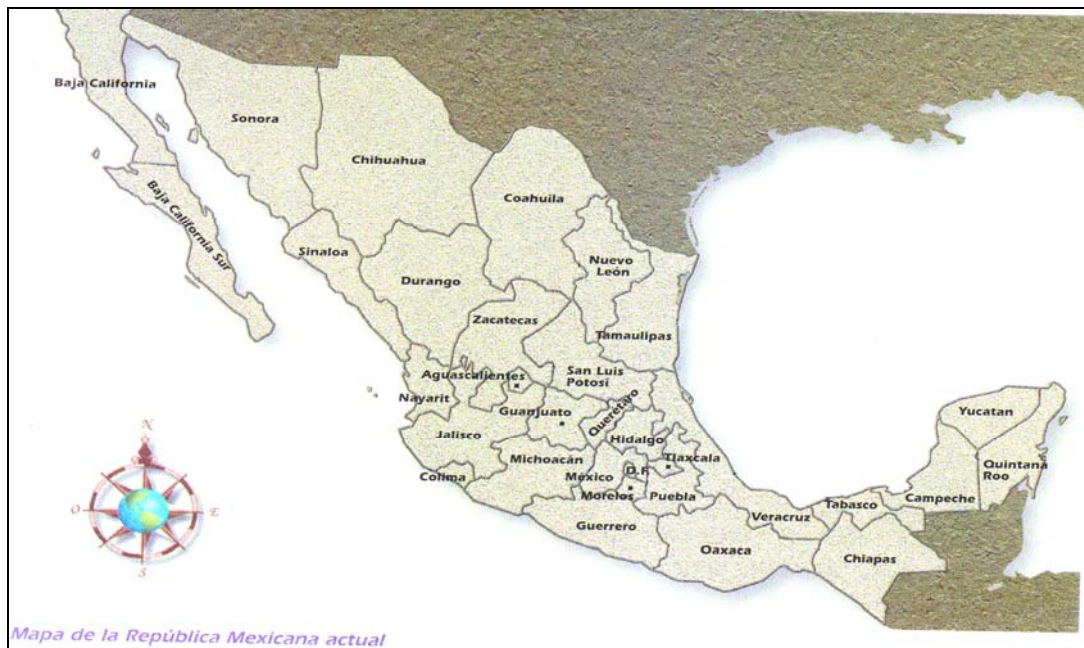 Baja California
Sonora
Chihuahua
Coahuila
Baja California Sur
Sinaloa
Nuevo
León
Durango
Zacatecas
Tamaulipas
Aguascalientes
San Luis
Potosí
Nayarit
Guanjuato
Querétaro
Jalisco
Hidalgo
Tlaxcala
Michoacán
D.F.
México
Colima
Morelos
Puebla
Guerrero
Veracruz
Oaxaca
Tabasco
Chiapas
Campeche
Yucatan
Quintana
Roo
N
O
E
S
Mapa de la República Mexicana actual